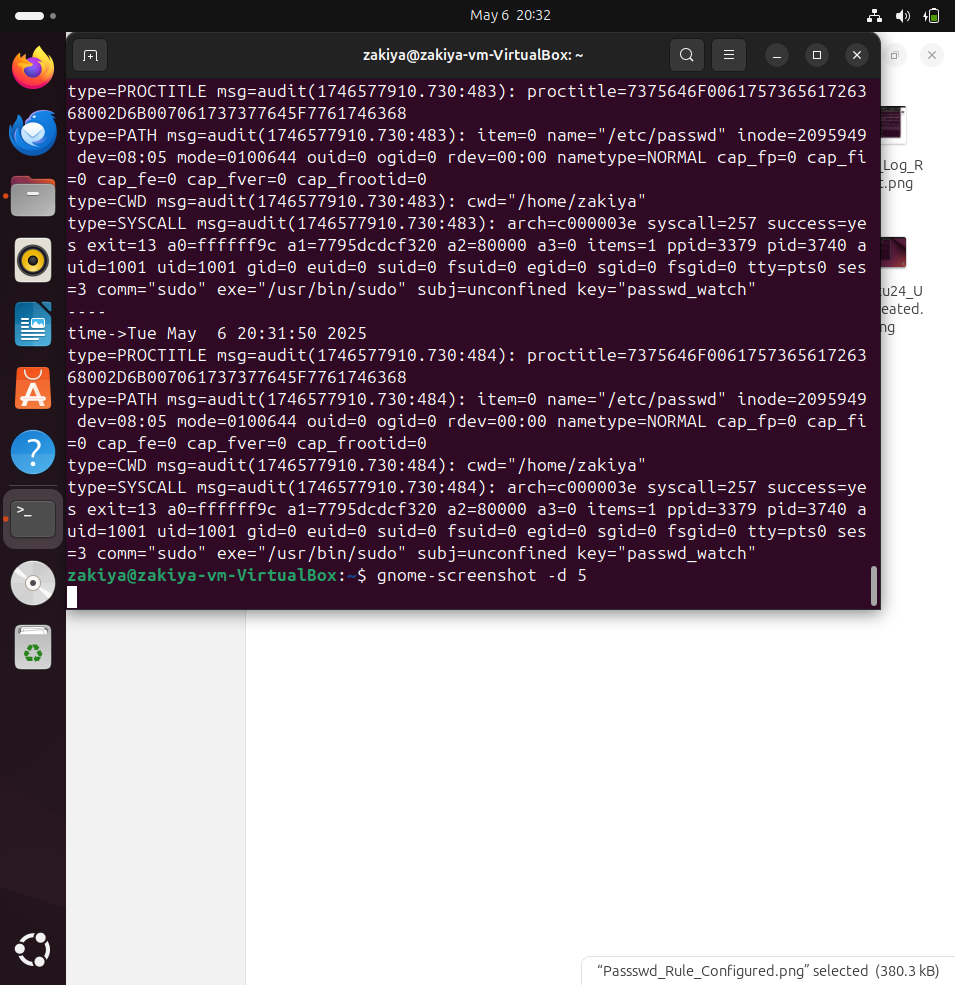 May 6  20:32
zakiya@zakiya-vm-VirtualBox: ~
type=PROCTITLE msg=audit(1746577910.730:483): proctitle=7375646F0061757365617263
68002D6B007061737377645F7761746368
type=PATH msg=audit(1746577910.730:483): item=0 name="/etc/passwd" inode=2095949
 dev=08:05 mode=0100644 ouid=0 ogid=0 rdev=00:00 nametype=NORMAL cap_fp=0 cap_fi
=0 cap_fe=0 cap_fver=0 cap_frootid=0
type=CWD msg=audit(1746577910.730:483): cwd="/home/zakiya"
type=SYSCALL msg=audit(1746577910.730:483): arch=c000003e syscall=257 success=ye
s exit=13 a0=ffffff9c a1=7795dcdcf320 a2=80000 a3=0 items=1 ppid=3379 pid=3740 a
uid=1001 uid=1001 gid=0 euid=0 suid=0 fsuid=0 egid=0 sgid=0 fsgid=0 tty=pts0 ses
=3 comm="sudo" exe="/usr/bin/sudo" subj=unconfined key="passwd_watch"
----
time->Tue May  6 20:31:50 2025
type=PROCTITLE msg=audit(1746577910.730:484): proctitle=7375646F0061757365617263
68002D6B007061737377645F7761746368
type=PATH msg=audit(1746577910.730:484): item=0 name="/etc/passwd" inode=2095949
 dev=08:05 mode=0100644 ouid=0 ogid=0 rdev=00:00 nametype=NORMAL cap_fp=0 cap_fi
=0 cap_fe=0 cap_fver=0 cap_frootid=0
type=CWD msg=audit(1746577910.730:484): cwd="/home/zakiya"
type=SYSCALL msg=audit(1746577910.730:484): arch=c000003e syscall=257 success=ye
s exit=13 a0=ffffff9c a1=7795dcdcf320 a2=80000 a3=0 items=1 ppid=3379 pid=3740 a
uid=1001 uid=1001 gid=0 euid=0 suid=0 fsuid=0 egid=0 sgid=0 fsgid=0 tty=pts0 ses
=3 comm="sudo" exe="/usr/bin/sudo" subj=unconfined key="passwd_watch"
zakiya@zakiya-vm-VirtualBox:~$ gnome-screenshot -d 5
_Log_R
t.png
tu24_U
eated.
ng
“Passswd_Rule_Configured.png” selected  (380.3 kB)